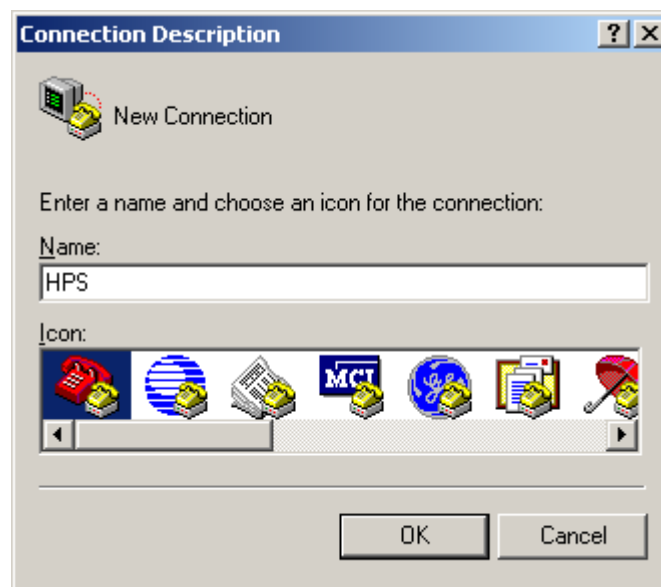 Connection Description
New Connection
Enter a name and choose an icon for the connection:
Name:
HPS
Icon:
MCI
OK Cancel